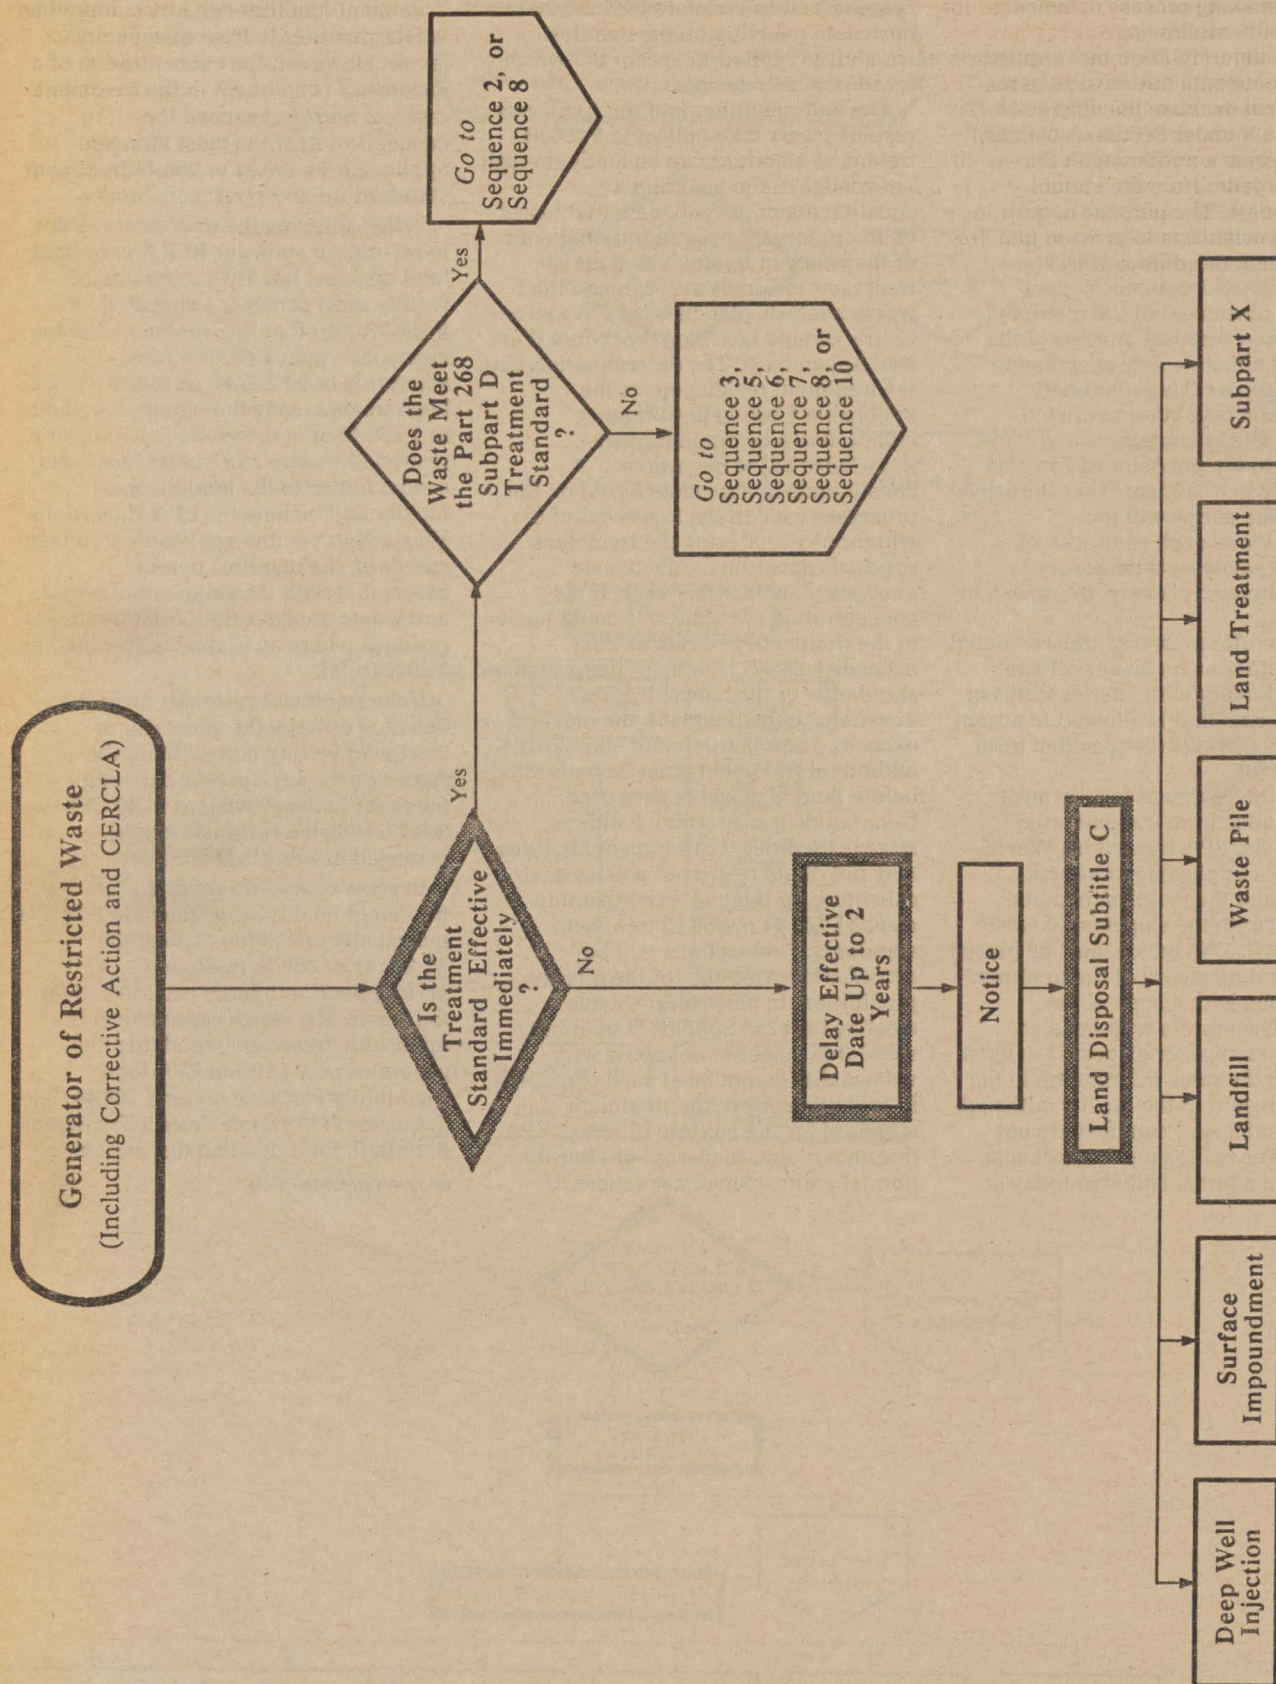 Generator of Restricted Waste
(Including Corrective Action and CERCLA)
Is the
Treatment
Standard Effective
Immediately
?
Yes
No
Does the
Waste Meet
the Part 268
Subpart D
Treatment
Standard
?
Yes
No
Go to
Sequence 2, or
Sequence 8
Go to
Sequence 3,
Sequence 5,
Sequence 6,
Sequence 7,
Sequence 8, or
Sequence 10
Delay Effective
Date Up to 2
Years
Notice
Land Disposal Subtitle C
Deep Well
Injection
Surface
Impoundment
Landfill
Waste Pile
Land Treatment
Subpart X